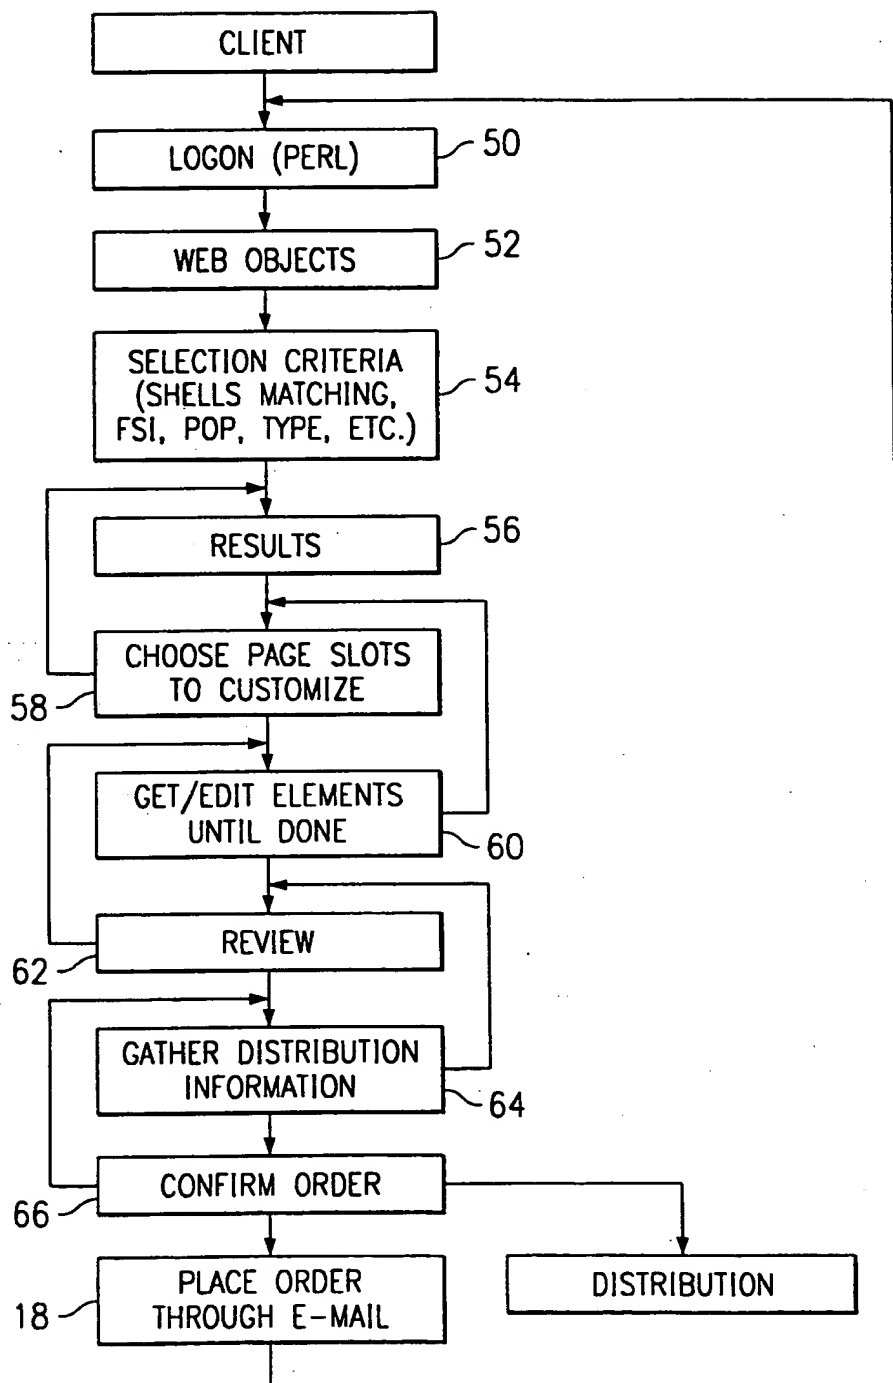 CLIENT
LOGON (PERL)
50
WEB OBJECTS
52
SELECTION CRITERIA
(SHELLS MATCHING,
FSI, POP, TYPE, ETC.)
54
RESULTS
56
CHOOSE PAGE SLOTS
TO CUSTOMIZE
58
GET/EDIT ELEMENTS
UNTIL DONE
60
REVIEW
62
GATHER DISTRIBUTION
INFORMATION
64
CONFIRM ORDER
66
PLACE ORDER
THROUGH E-MAIL
18
DISTRIBUTION